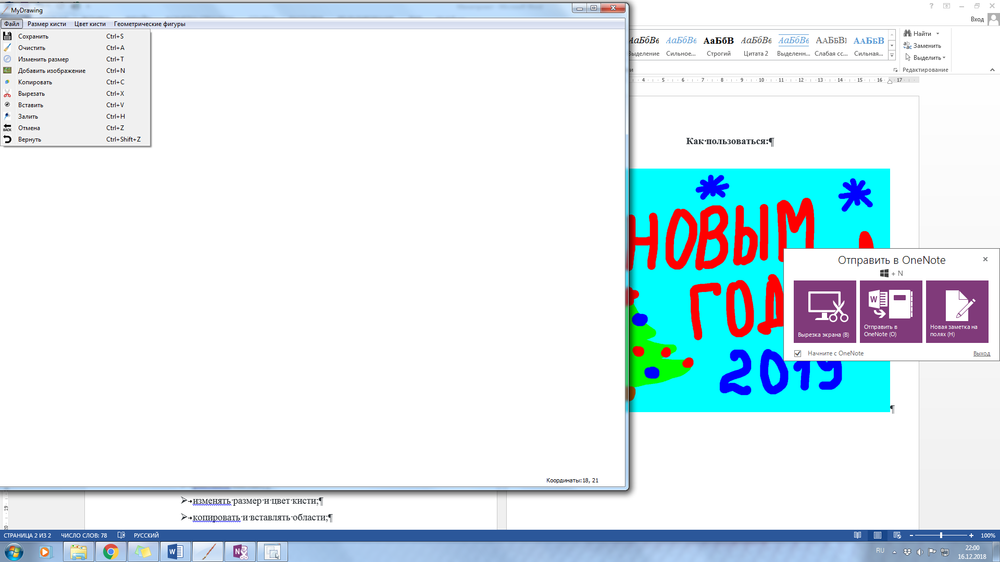 MyDrawing
Файл Размер кисти Цвет кисти Геометрические фигуры
Сохранить Ctrl+S
Очистить Ctrl+A
Изменить размер Ctrl+T
Добавить изображение Ctrl+N
Копировать Ctrl+C
Вырезать Ctrl+X
Вставить Ctrl+V
Залить Ctrl+H
BACK Отмена Ctrl+Z
Вернуть Ctrl+Shift+Z
Координаты:18, 21
Вход
АаБбВв АаБбВв АаБбВ АаБбВв АаБбВв АаБбВ АаБбВ
Выделение Сильное... Строгий Цитата 2 Выделенн... Слабая сс... Сильная...
Найти
Заменить
Выделить
Редактирование
4 5 6 7 8 9 10 11 12 13 14 15 16 17
Как·пользоваться:¶
НОВЫМ
ГОД
2019
¶
Отправить в OneNote
+ N
Вырезка экрана (В)
Отправить в OneNote (О)
Новая заметка на полях (Н)
Начните с OneNote
Выход
19
20
изменять·размер·и·цвет·кисти;¶
копировать·и·вставлять·области;¶
СТРАНИЦА 2 ИЗ 2 ЧИСЛО СЛОВ: 78 РУССКИЙ
100%
RU
22:00
16.12.2018